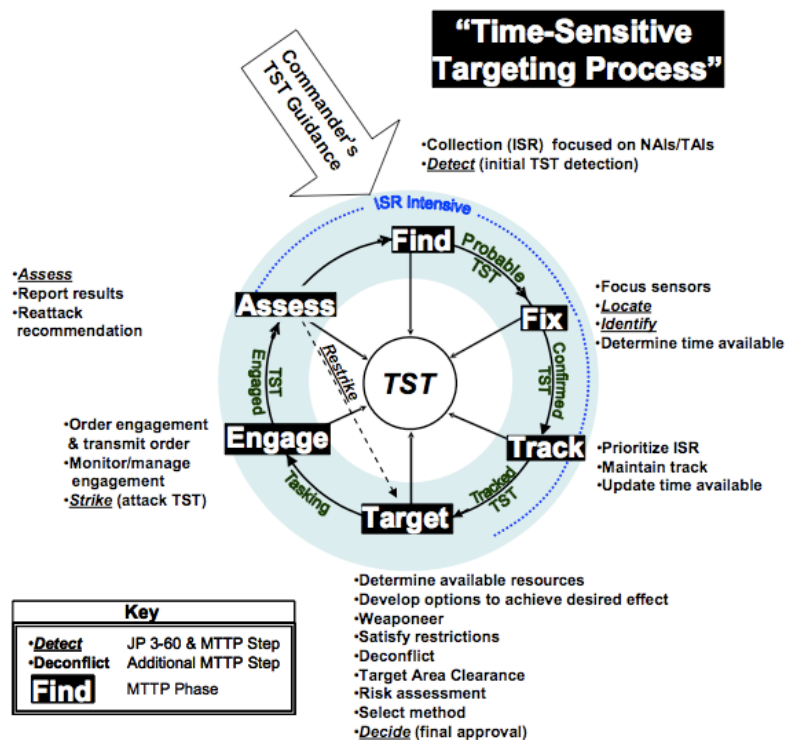 "Time-Sensitive
Targeting Process"
Commander's
TST Guidance
•Collection (ISR) focused on NAIs/TAIs
•Detect (initial TST detection)
ISR Intensive
Find
Probable
TST
•Assess
•Report results
•Reattack
recommendation
Assess
Fix
•Focus sensors
•Locate
•Identify
•Determine time available
Restrike
TST
Engaged
TST
Confirmed
TST
•Order engagement
& transmit order
•Monitor/manage
engagement
•Strike (attack TST)
Engage
Track
•Prioritize ISR
•Maintain track
•Update time available
Tasking
Tracked
TST
Target
•Determine available resources
•Develop options to achieve desired effect
•Weaponeer
•Satisfy restrictions
•Deconflict
•Target Area Clearance
•Risk assessment
•Select method
•Decide (final approval)
Key
•Detect JP 3-60 & MTTP Step
•Deconflict Additional MTTP Step
Find MTTP Phase